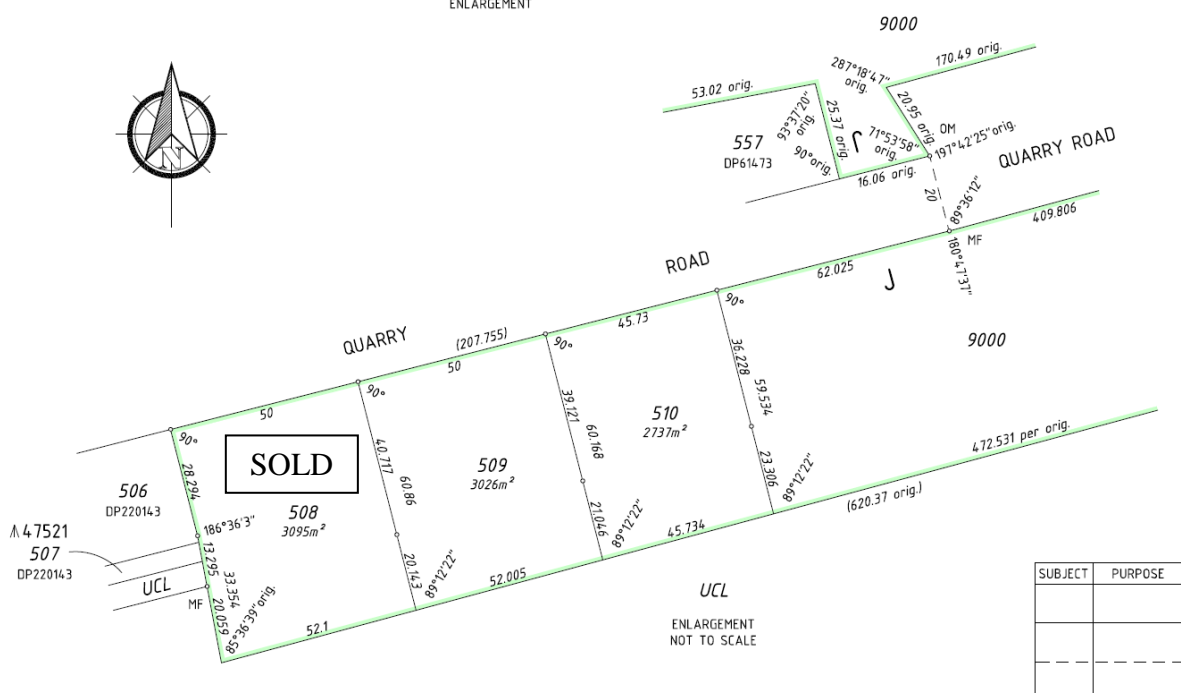 ENLARGEMENT
9000
170.49 orig.
287°18'47"
orig.
53.02 orig.
20.95 orig.
25.37 orig.
93°37'20"
orig.
OM
557
DP61473
71°53'58"
orig.
197°42'25"orig.
90°orig.
16.06 orig.
QUARRY ROAD
N
20
89°36'12"
409.806
MF
180°47'37"
62.025
J
ROAD
9000
45.73
90°
QUARRY
(207.755)
50
90°
36.228
59.534
50
90°
39.121
60.168
510
2737m²
472.531 per orig.
90°
SOLD
40.717
60.86
509
3026m²
23.306
89°12'22"
(620.37 orig.)
28.294
506
DP220143
508
3095m²
186°36'3"
21.046
89°12'22"
45.734
47521
507
DP220143
13.295
33.354
20.143
89°12'22"
52.005
UCL
UCL
MF
20.059
85°36'39"orig.
52.1
ENLARGEMENT
NOT TO SCALE
SUBJECT PURPOSE